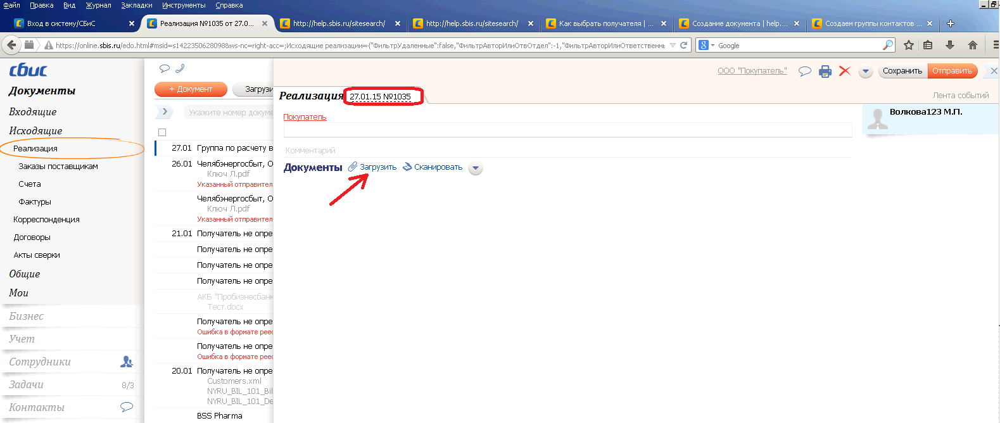 Файл Правка Вид Журнал Закладки Инструменты Справка
Вход в систему/СБиС
Реализация №1035 от 27.0...
http://help.sbis.ru/sitesearch/
http://help.sbis.ru/sitesearch/
Как выбрать получателя | ...
Создание документа | help....
Создаем группы контактов ...
https://online.sbis.ru/edo.html#msid=s1422350628098&ws-nc=right-acc=;Исходящие реализации={"ФильтрУдаленные":false,"ФильтрАвторИлиОтвОтдел":-1,"ФильтрАвторИлиОтветственны
Google
сбис
Документы
Входящие
Исходящие
Реализация
Заказы поставщикам
Счета
Фактуры
Корреспонденция
Договоры
Акты сверки
Общие
Мои
Бизнес
Учет
Сотрудники
Задачи 8/3
Контакты
+ Документ
Загрузи
Укажите номер докуме
27.01 Группа по расчету в
26.01 Челябэнергосбыт, О
Ключ Л.pdf
Указанный отправител
Челябэнергосбыт, О
Ключ Л.pdf
Указанный отправител
21.01 Получатель не опре
Получатель не опре
Получатель не опре
Получатель не опре
АКБ "Пробизнесбанк
Тест.docx
Получатель не опре
Ошибка в формате реес
Получатель не опре
Ошибка в формате реес
20.01 Получатель не опре
Customers.xml
NYRU_BIL_101_Bil
NYRU_BIL_101_De
BSS Pharma
ООО "Покупатель"
Сохранить
Отправить
Реализация 27.01.15 №1035
Лента событий
Покупатель
Волкова123 М.П.
Комментарий
Документы Загрузить Сканировать